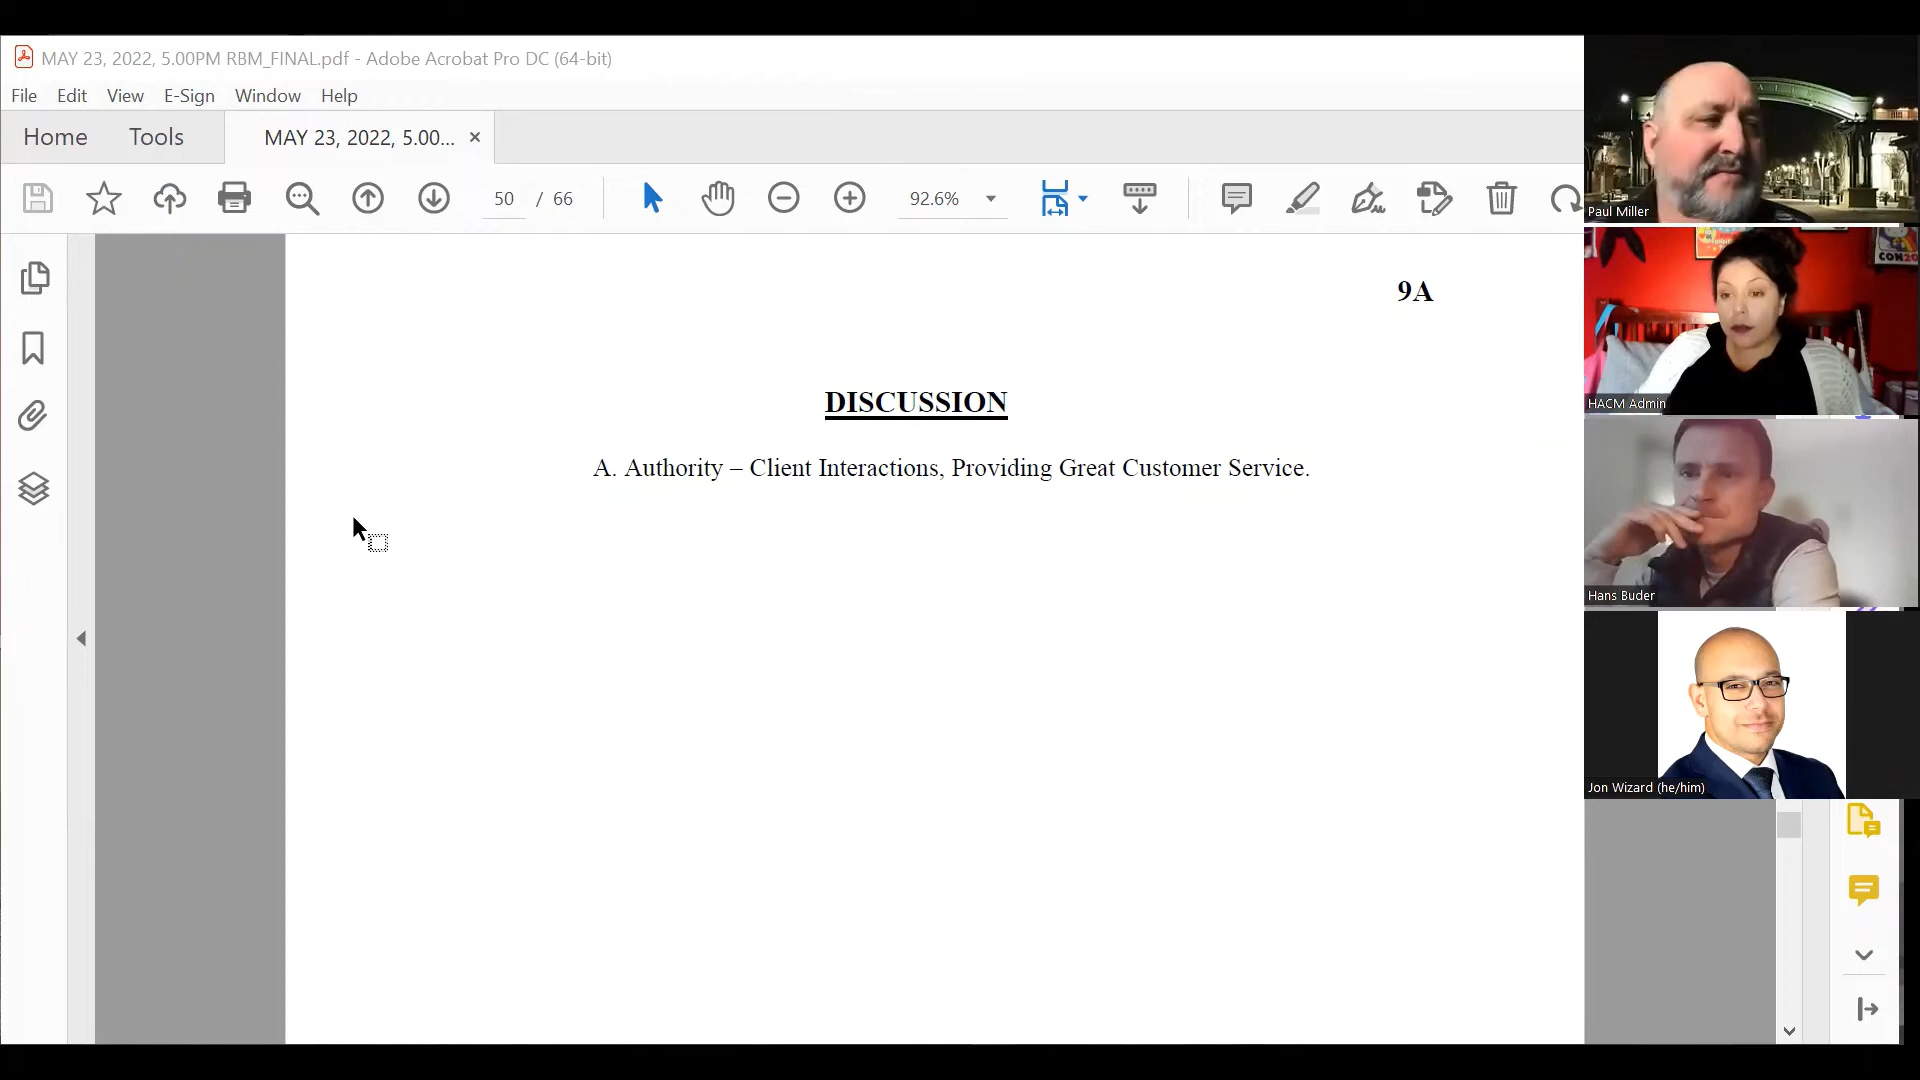 MAY 23, 2022, 5.00PM RBM_FINAL.pdf - Adobe Acrobat Pro DC (64-bit)
File Edit View E-Sign Window Help
Home Tools MAY 23, 2022, 5.00... ×
50 / 66 92.6%
9A
DISCUSSION
A. Authority – Client Interactions, Providing Great Customer Service.
Paul Miller
CON20
HACM Admin
Hans Buder
Jon Wizard (he/him)